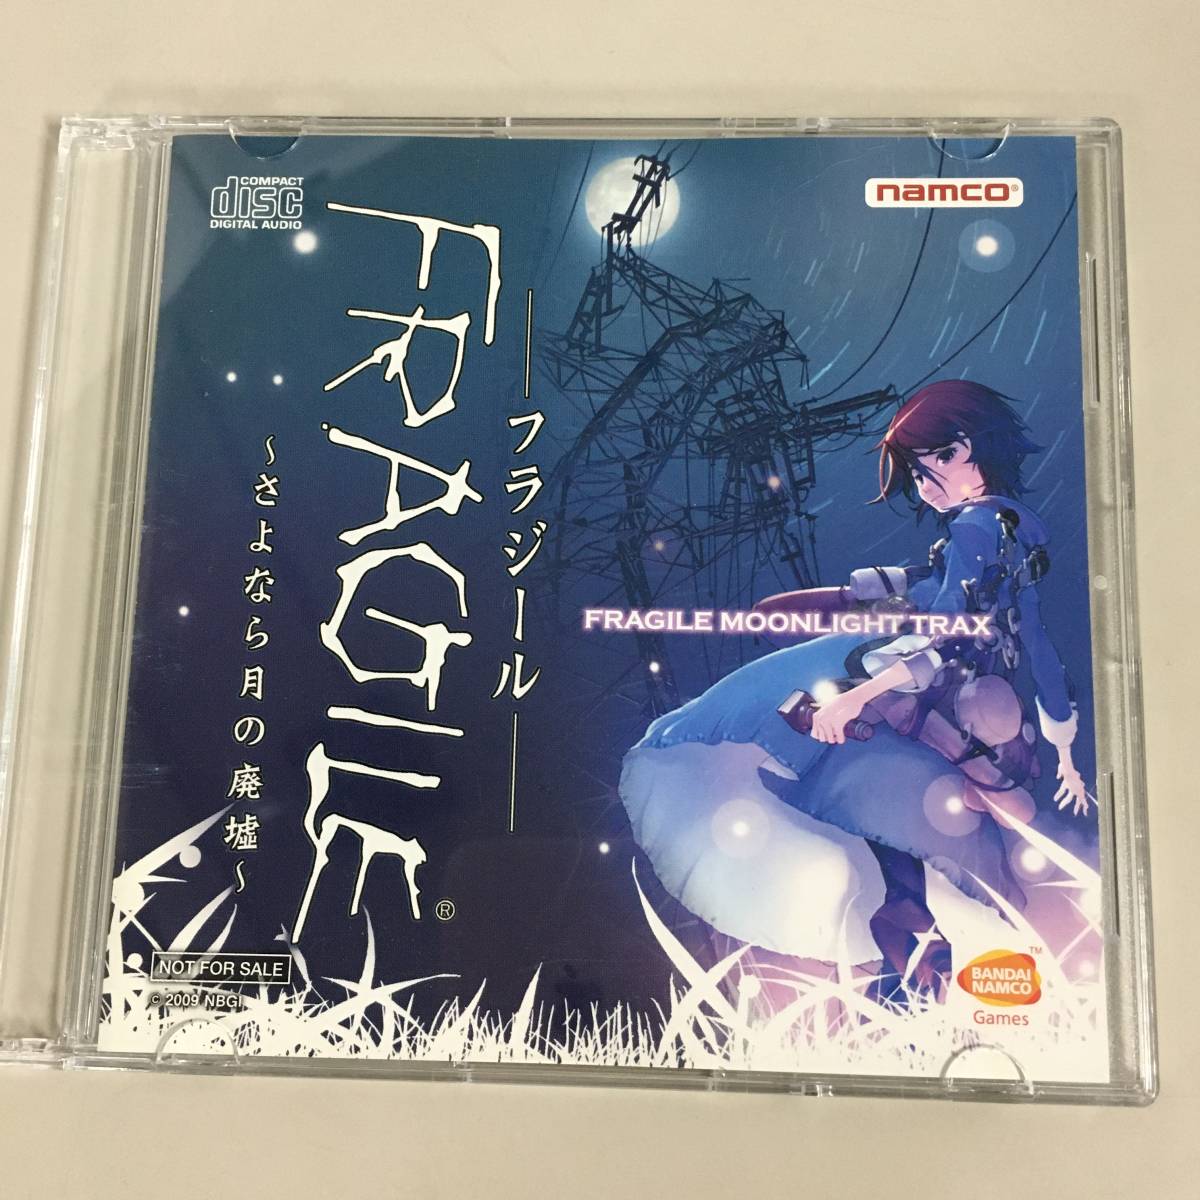 COMPACT
disc
DIGITAL AUDIO
namco®
FRAGILE®
フラジール
~さよなら月の廃墟~
FRAGILE MOONLIGHT TRAX
NOT FOR SALE
© 2009 NBGI
BANDAI
NAMCO
TM
Games